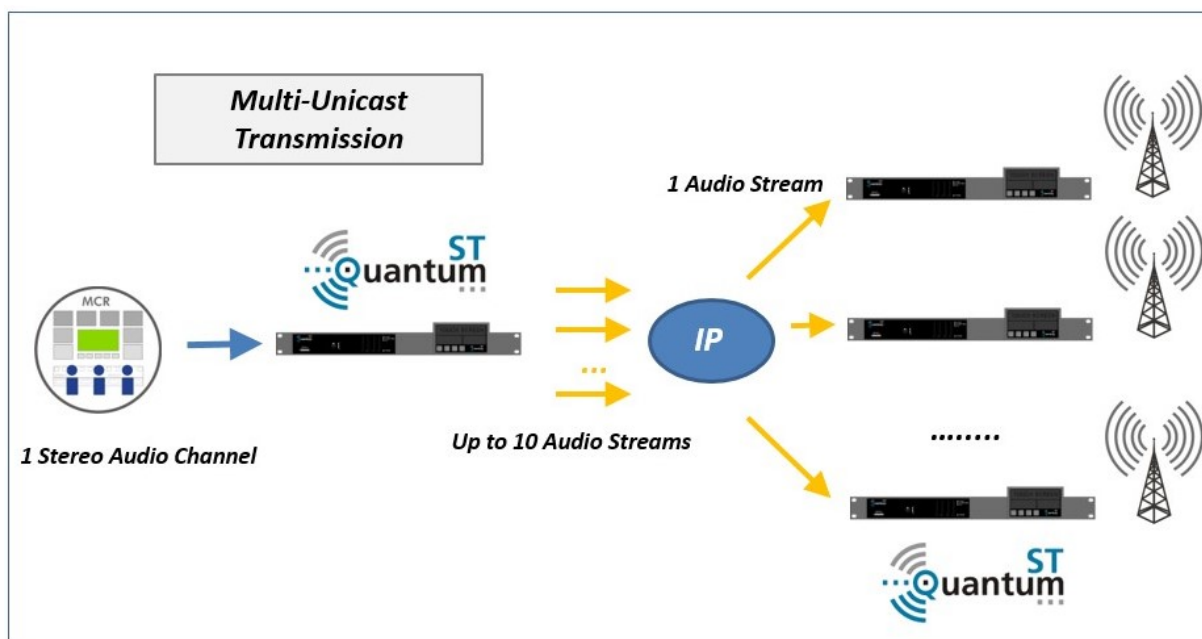 Multi-Unicast
Transmission
1 Audio Stream
ST
Quantum
MCR
IP
...
Up to 10 Audio Streams
1 Stereo Audio Channel
........
ST
Quantum